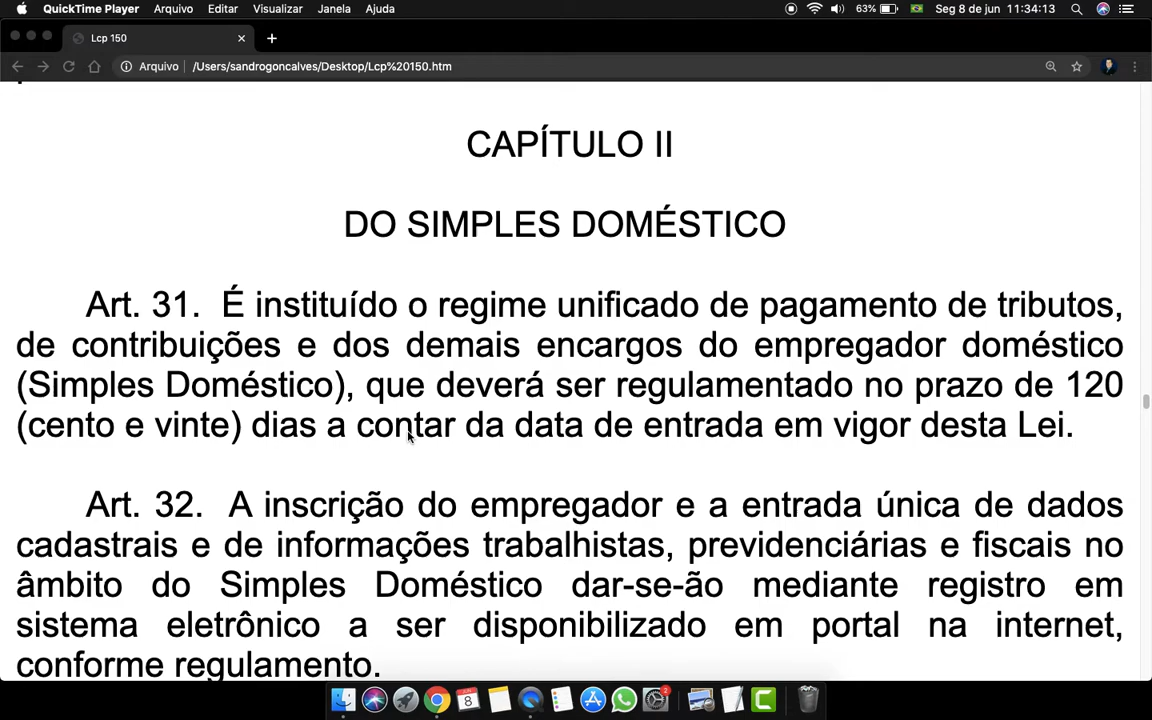 QuickTime Player Arquivo Editar Visualizar Janela Ajuda 63% Seg 8 de jun 11:34:13
Lcp 150
Arquivo /Users/sandrogoncalves/Desktop/Lcp%20150.htm
CAPÍTULO II
DO SIMPLES DOMÉSTICO
Art. 31. É instituído o regime unificado de pagamento de tributos,
de contribuições e dos demais encargos do empregador doméstico
(Simples Doméstico), que deverá ser regulamentado no prazo de 120
(cento e vinte) dias a contar da data de entrada em vigor desta Lei.
Art. 32. A inscrição do empregador e a entrada única de dados
cadastrais e de informações trabalhistas, previdenciárias e fiscais no
âmbito do Simples Doméstico dar-se-ão mediante registro em
sistema eletrônico a ser disponibilizado em portal na internet,
conforme regulamento.
8
2